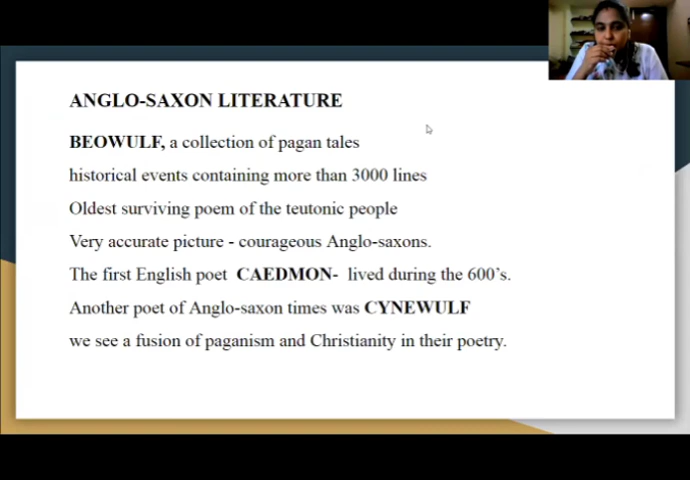 ANGLO-SAXON LITERATURE
BEOWULF, a collection of pagan tales
historical events containing more than 3000 lines
Oldest surviving poem of the teutonic people
Very accurate picture - courageous Anglo-saxons.
The first English poet CAEDMON- lived during the 600's.
Another poet of Anglo-saxon times was CYNEWULF
we see a fusion of paganism and Christianity in their poetry.